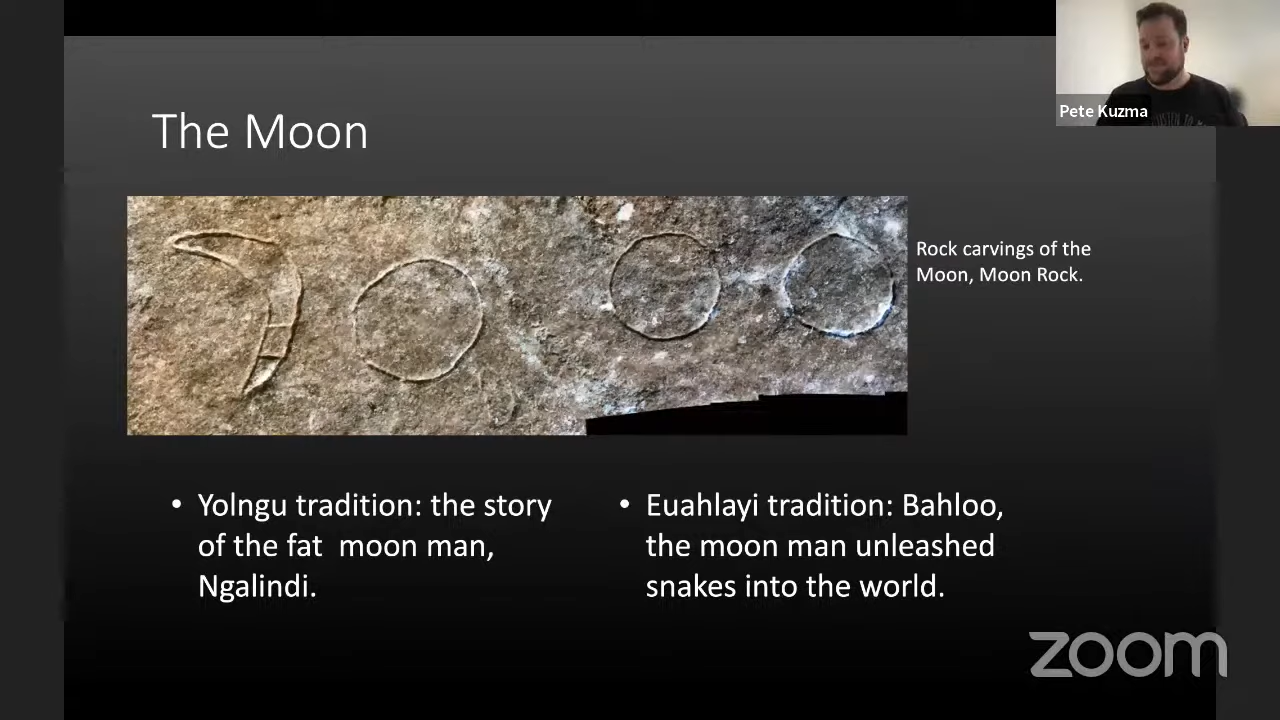 The Moon
Pete Kuzma
Rock carvings of the
Moon, Moon Rock.
• Yolngu tradition: the story
of the fat  moon man,
Ngalindi.
• Euahlayi tradition: Bahloo,
the moon man unleashed
snakes into the world.
zoom